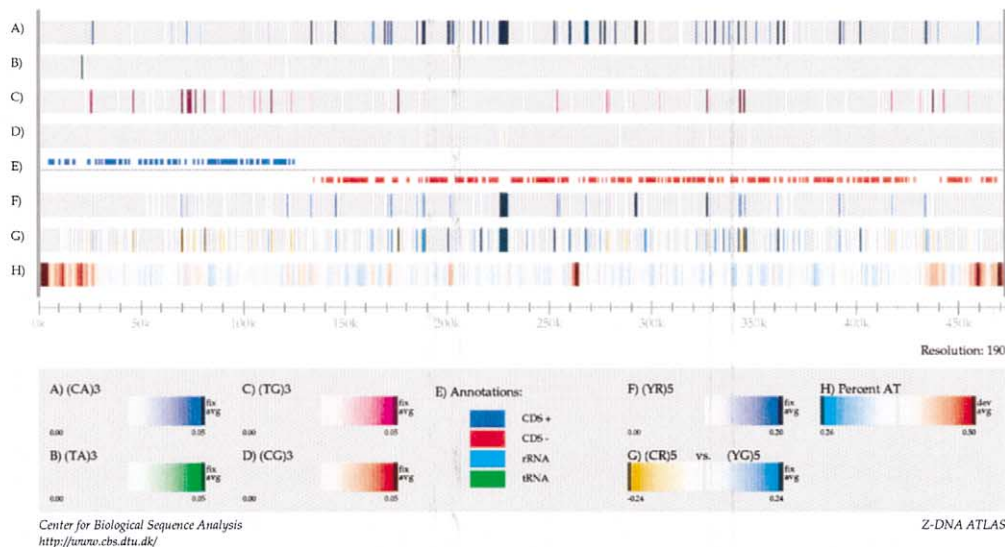 A)
B)
C)
D)
E)
F)
G)
H)
0k 50k 100k 150k 200k 250k 300k 350k 400k 450k
Resolution: 190
A) (CA)3
fix
avg
0.00 0.05
B) (TA)3
fix
avg
0.00 0.05
C) (TG)3
fix
avg
0.00 0.05
D) (CG)3
fix
avg
0.00 0.05
E) Annotations:
CDS +
CDS -
rRNA
tRNA
F) (YR)5
fix
avg
0.00 0.20
G) (CR)5 vs. (YG)5
fix
avg
-0.24 0.24
H) Percent AT
dev
avg
0.26 0.50
Center for Biological Sequence Analysis
http://www.cbs.dtu.dk/
Z-DNA ATLAS